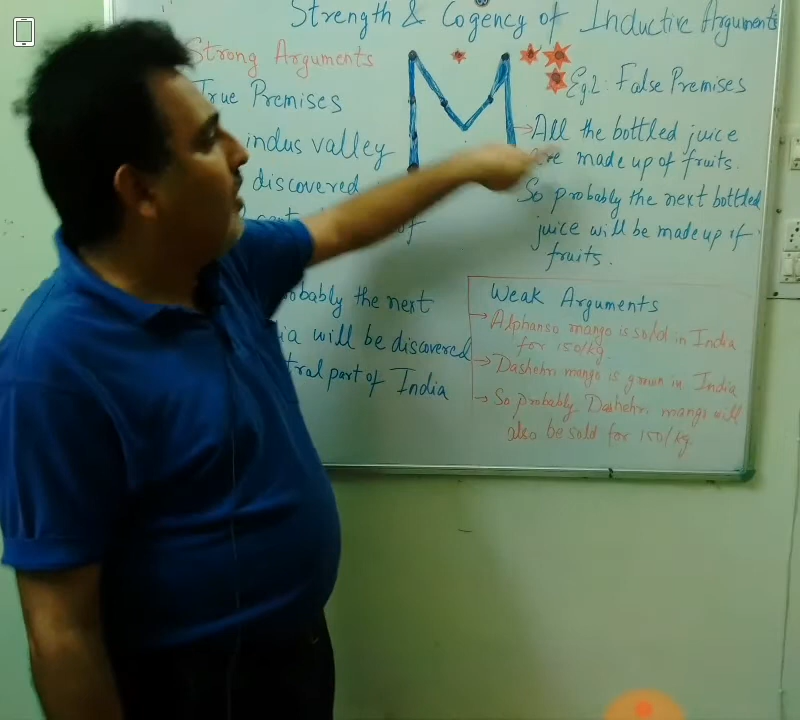 Strength & Cogency of Inductive Arguments
Strong Arguments
True Premises
indus valley
discovered
of
probably the next
will be discovered
part of India
M
Eg2: False Premises
→ All the bottled juice
are made up of fruits.
So probably the next bottled
juice will be made up of
fruits.
Weak Arguments
→ Alphanso mango is sold in India
for 150/kg
→ Dashehri mango is grown in India
→ So probably Dashehri mango will
also be sold for 150/kg.